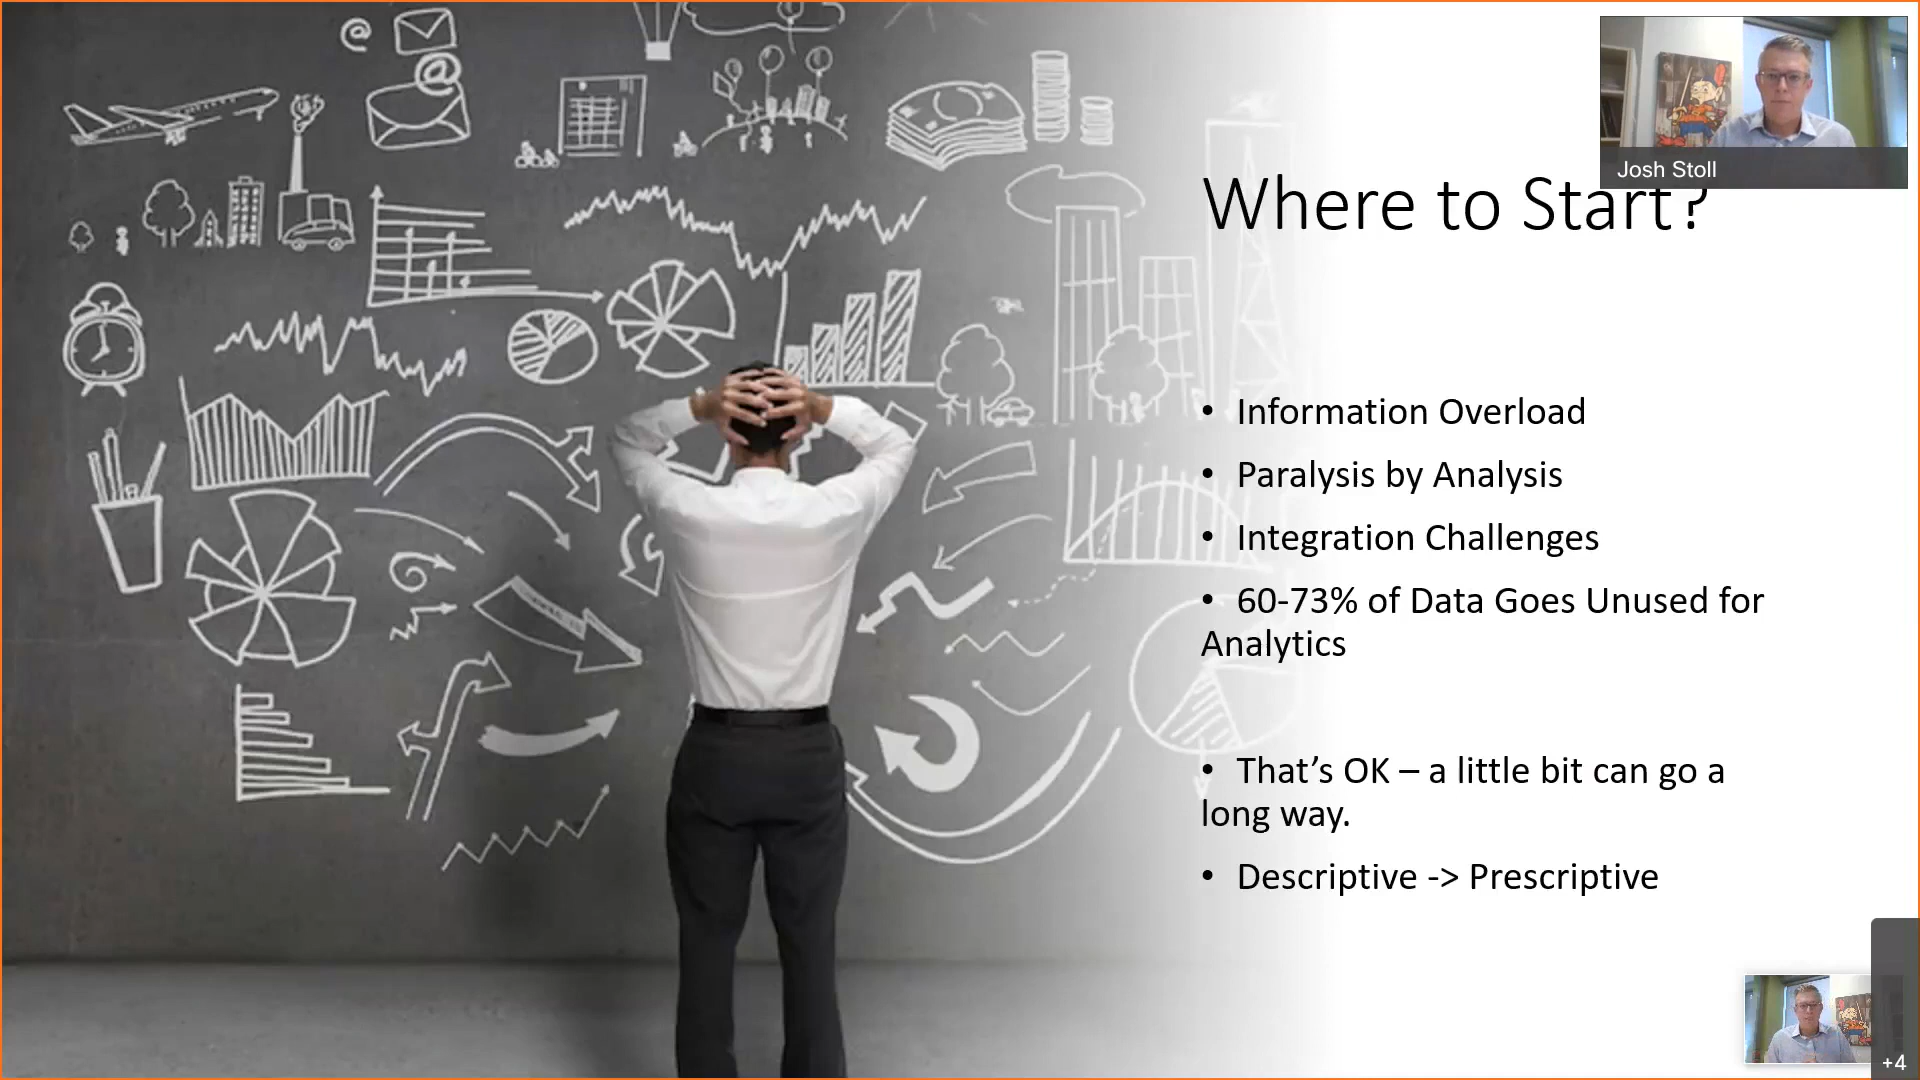 Josh Stoll
Where to Start?
• Information Overload
• Paralysis by Analysis
• Integration Challenges
• 60-73% of Data Goes Unused for
Analytics
• That’s OK – a little bit can go a
long way.
• Descriptive -> Prescriptive
+4